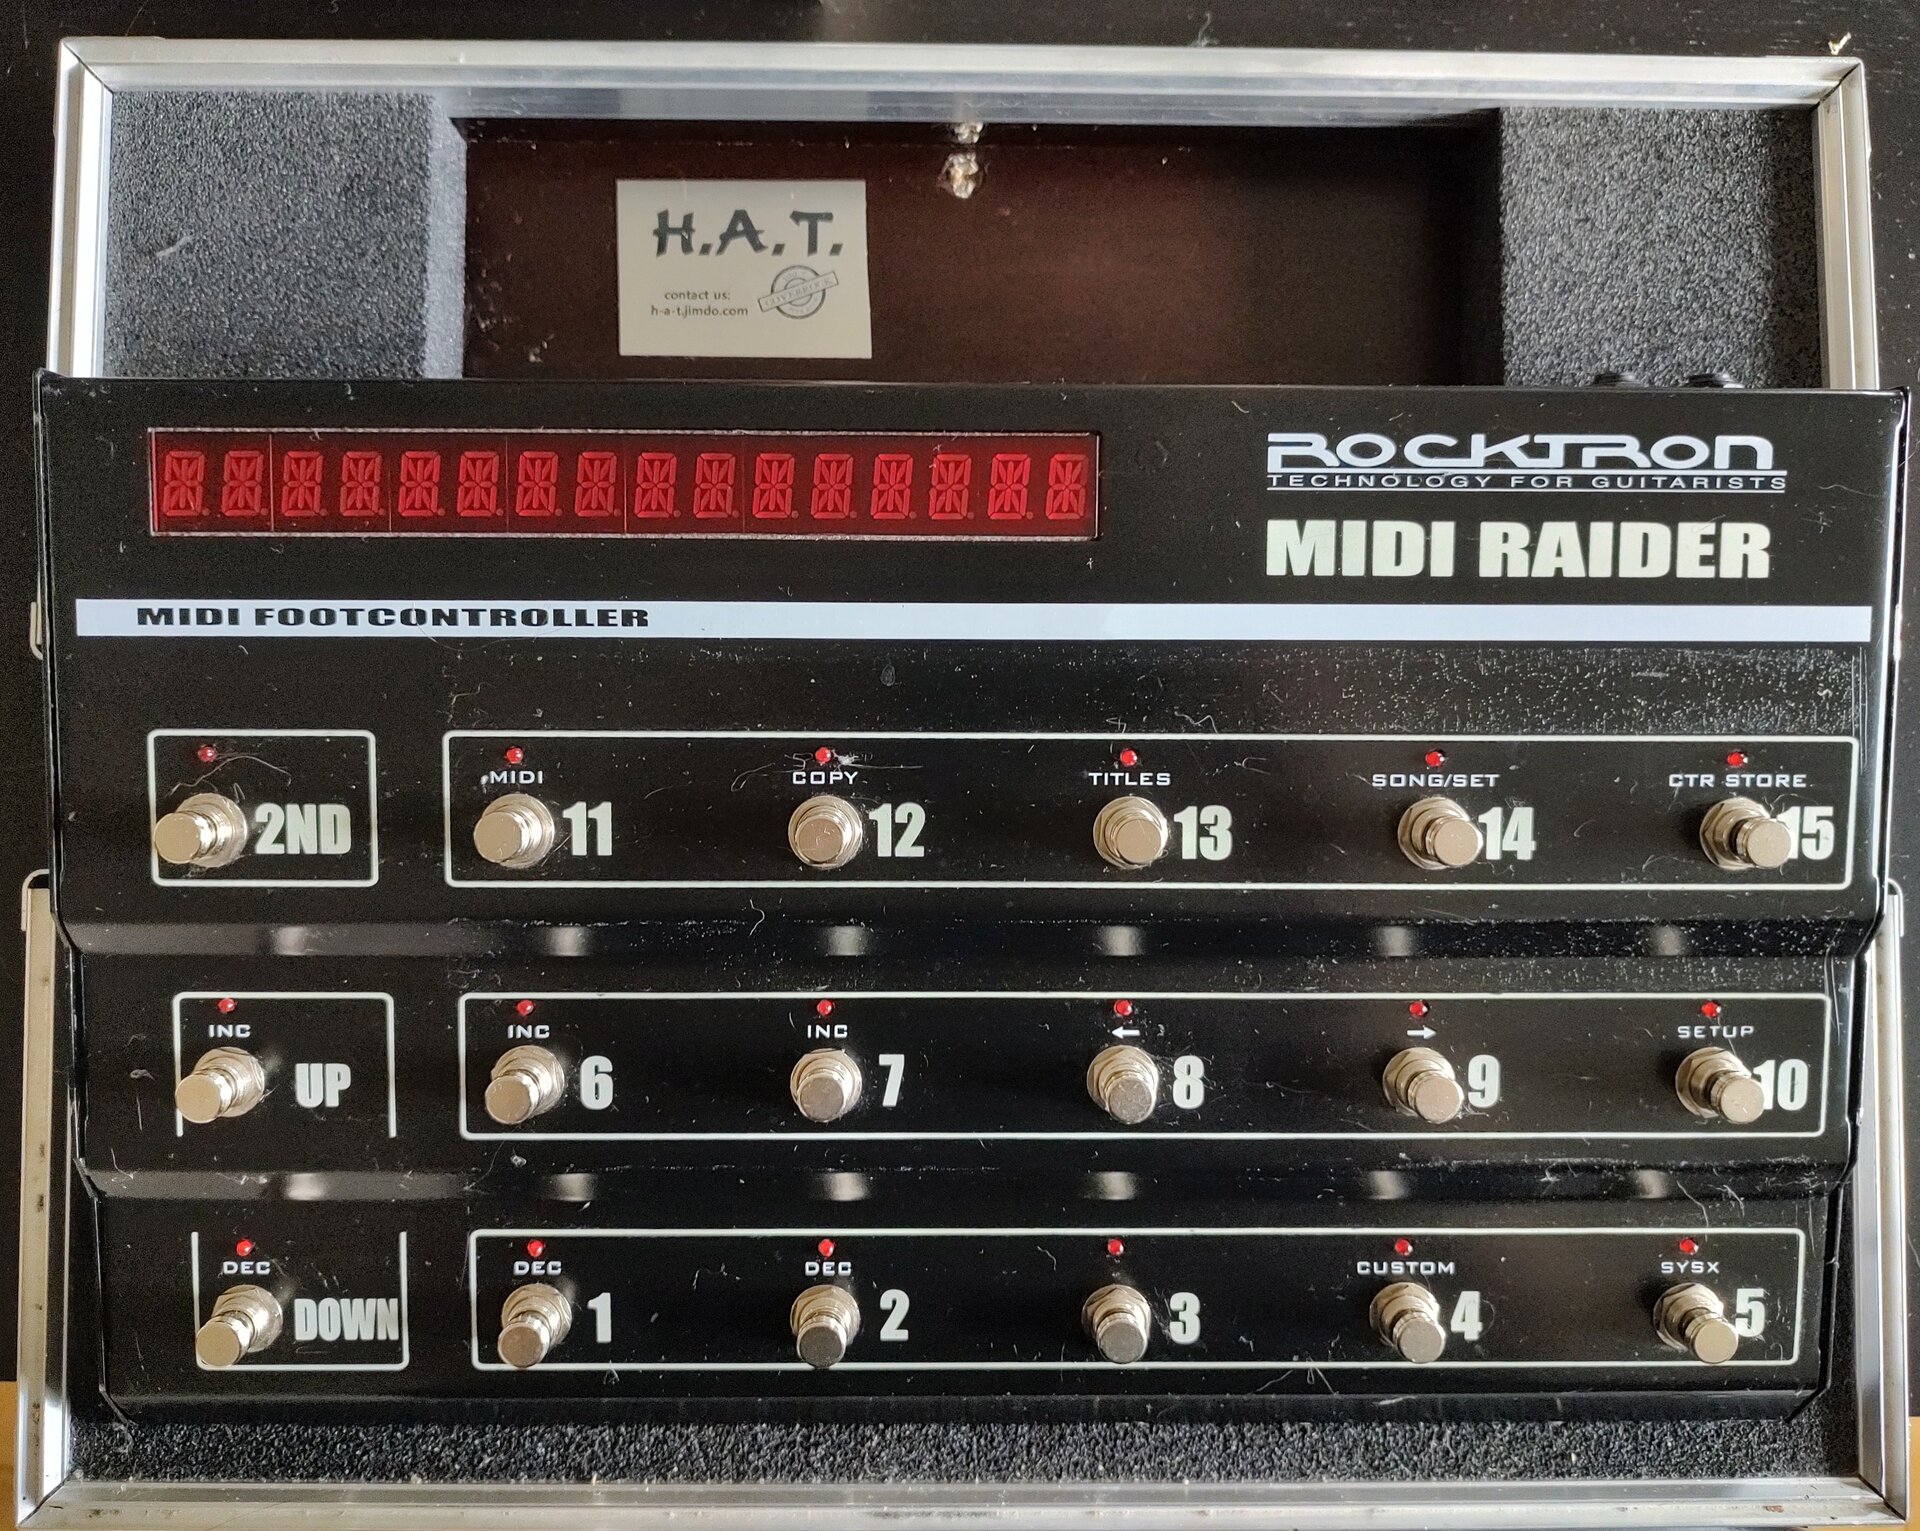 H.A.T.
contact us:
h-a-t.jimdo.com
ROCKTRON
TECHNOLOGY FOR GUITARISTS
MIDI RAIDER
MIDI FOOTCONTROLLER
2ND
MIDI 11
COPY 12
TITLES 13
SONG/SET 14
CTR STORE 15
INC UP
INC 6
INC 7
← 8
→ 9
SETUP 10
DEC DOWN
DEC 1
DEC 2
3
CUSTOM 4
SYSX 5